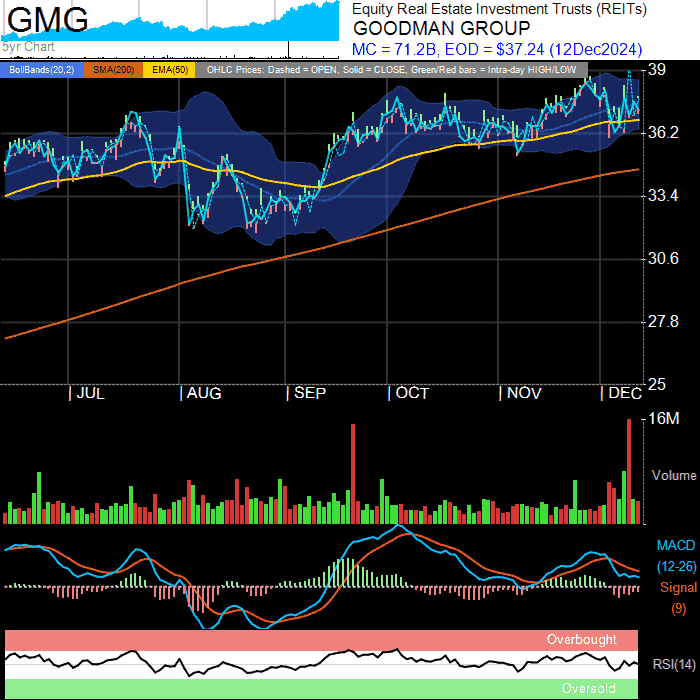 GMG
5yr Chart
Equity Real Estate Investment Trusts (REITs)
GOODMAN GROUP
MC = 71.2B, EOD = $37.24 (12Dec2024)
BollBands(20,2) SMA(200) EMA(50) OHLC Prices: Dashed = OPEN, Solid = CLOSE, Green/Red bars = Intra-day HIGH/LOW
39
36.2
33.4
30.6
27.8
25
JUL AUG SEP OCT NOV DEC
16M
Volume
MACD
(12-26)
Signal
(9)
Overbought
RSI(14)
Oversold